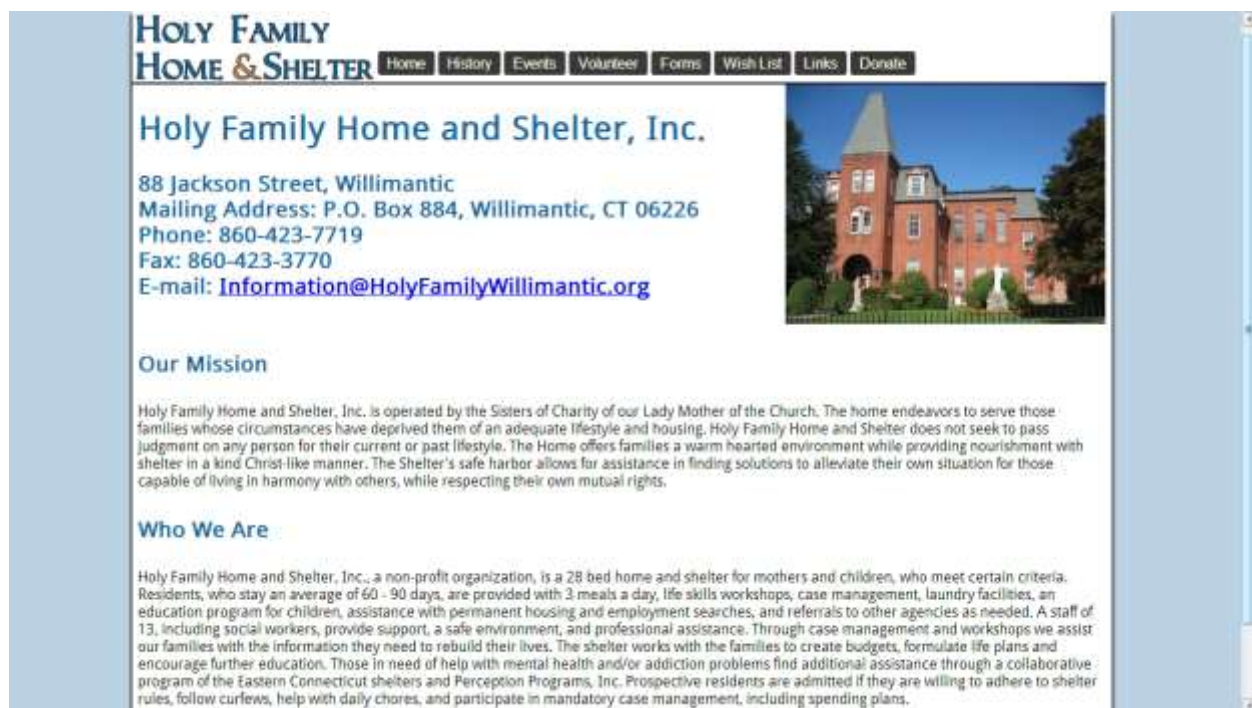 HOLY FAMILY
HOME & SHELTER
Home History Events Volunteer Forms Wish List Links Donate
Holy Family Home and Shelter, Inc.
88 Jackson Street, Willimantic
Mailing Address: P.O. Box 884, Willimantic, CT 06226
Phone: 860-423-7719
Fax: 860-423-3770
E-mail: Information@HolyFamilyWillimantic.org
Our Mission
Holy Family Home and Shelter, Inc. is operated by the Sisters of Charity of our Lady Mother of the Church. The home endeavors to serve those
families whose circumstances have deprived them of an adequate lifestyle and housing. Holy Family Home and Shelter does not seek to pass
judgment on any person for their current or past lifestyle. The Home offers families a warm hearted environment while providing nourishment with
shelter in a kind Christ-like manner. The Shelter's safe harbor allows for assistance in finding solutions to alleviate their own situation for those
capable of living in harmony with others, while respecting their own mutual rights.
Who We Are
Holy Family Home and Shelter, Inc., a non-profit organization, is a 28 bed home and shelter for mothers and children, who meet certain criteria.
Residents, who stay an average of 60 - 90 days, are provided with 3 meals a day, life skills workshops, case management, laundry facilities, an
education program for children, assistance with permanent housing and employment searches, and referrals to other agencies as needed. A staff of
13, including social workers, provide support, a safe environment, and professional assistance. Through case management and workshops we assist
our families with the information they need to rebuild their lives. The shelter works with the families to create budgets, formulate life plans and
encourage further education. Those in need of help with mental health and/or addiction problems find additional assistance through a collaborative
program of the Eastern Connecticut shelters and Perception Programs, Inc. Prospective residents are admitted if they are willing to adhere to shelter
rules, follow curfews, help with daily chores, and participate in mandatory case management, including spending plans.